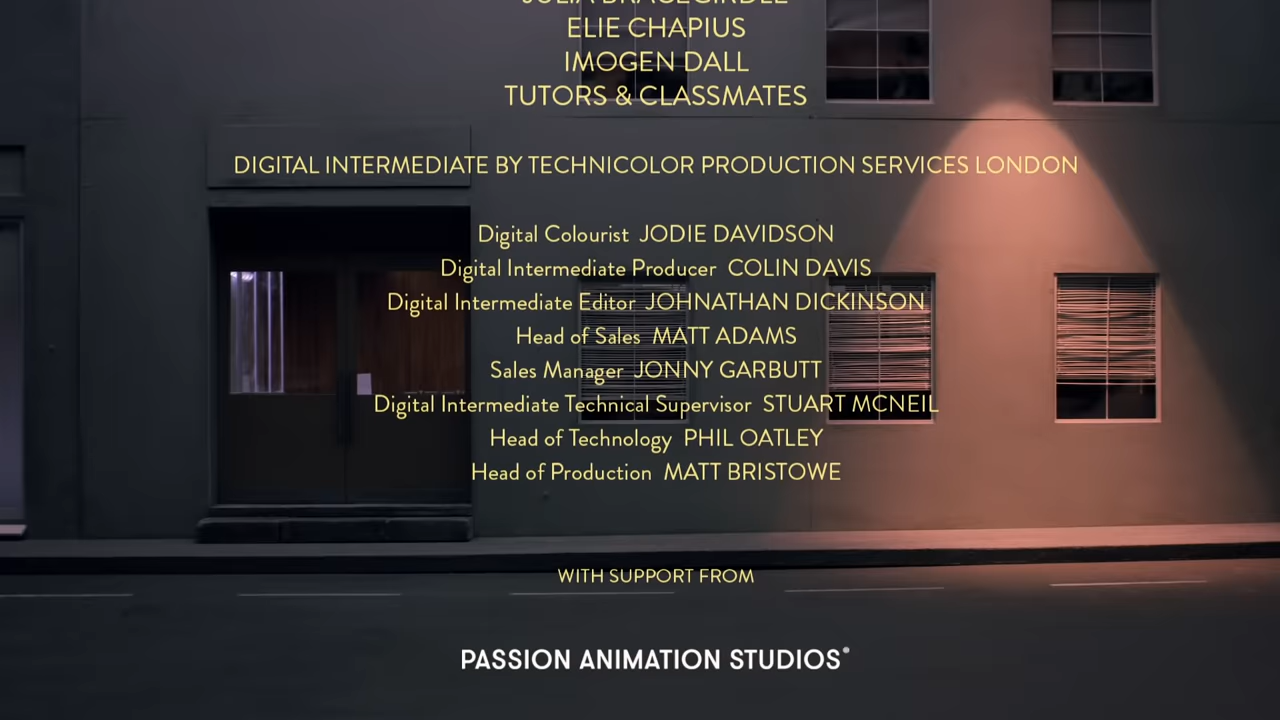 JULIA BRACEGIRDLE
ELIE CHAPIUS
IMOGEN DALL
TUTORS & CLASSMATES
DIGITAL INTERMEDIATE BY TECHNICOLOR PRODUCTION SERVICES LONDON
Digital Colourist JODIE DAVIDSON
Digital Intermediate Producer COLIN DAVIS
Digital Intermediate Editor JOHNATHAN DICKINSON
Head of Sales MATT ADAMS
Sales Manager JONNY GARBUTT
Digital Intermediate Technical Supervisor STUART MCNEIL
Head of Technology PHIL OATLEY
Head of Production MATT BRISTOWE
WITH SUPPORT FROM
PASSION ANIMATION STUDIOS®